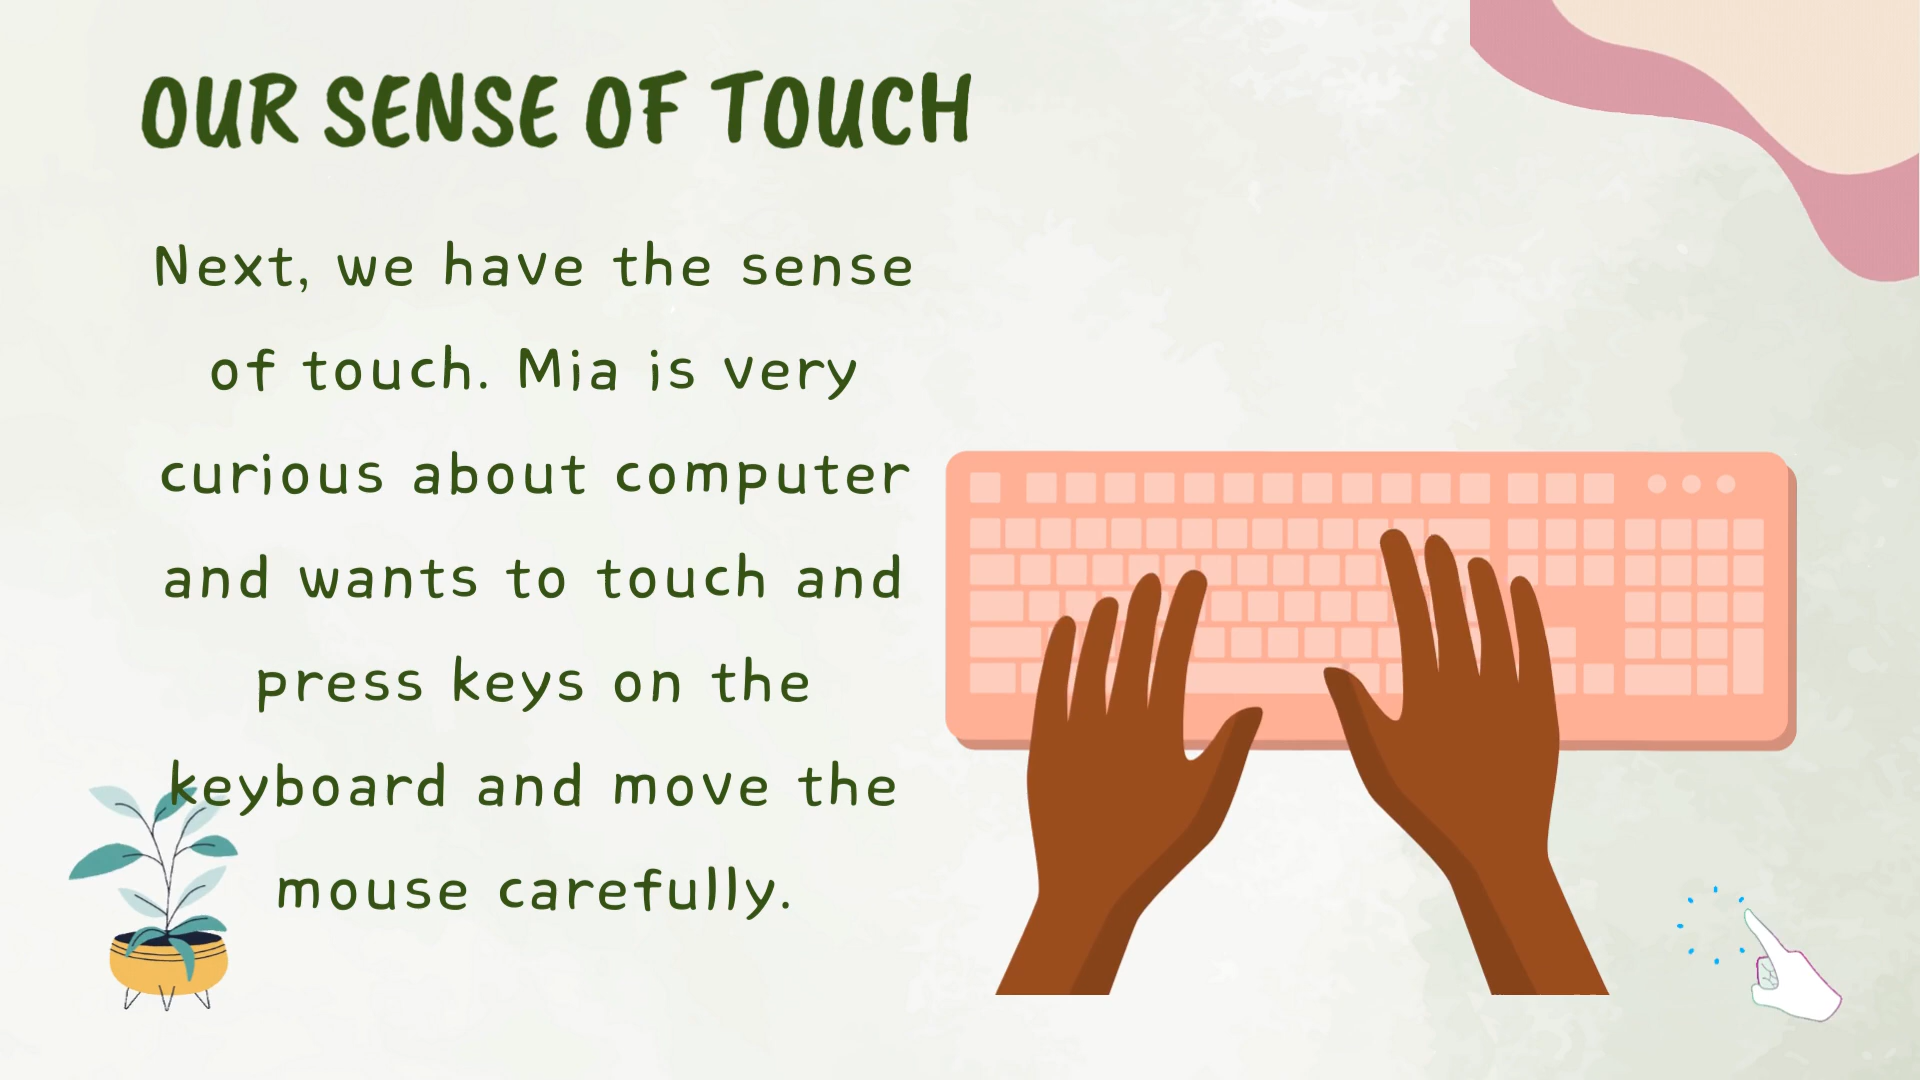 OUR SENSE OF TOUCH
Next, we have the sense
of touch. Mia is very
curious about computer
and wants to touch and
press keys on the
keyboard and move the
mouse carefully.